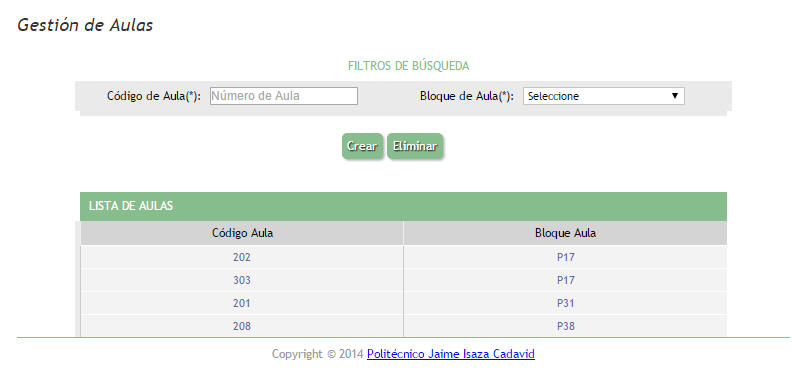 Gestión de Aulas
FILTROS DE BÚSQUEDA
Código de Aula(*): Número de Aula Bloque de Aula(*): Seleccione
Crear Eliminar
LISTA DE AULAS
Código Aula Bloque Aula
202 P17
303 P17
201 P31
208 P38
Copyright © 2014 Politécnico Jaime Isaza Cadavid